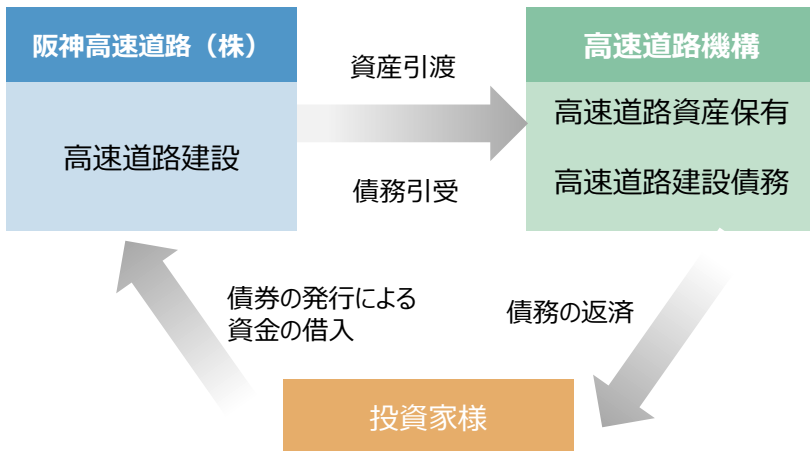 阪神高速道路（株）
高速道路建設
資産引渡
債務引受
高速道路機構
高速道路資産保有
高速道路建設債務
債券の発行による
資金の借入
債務の返済
投資家様